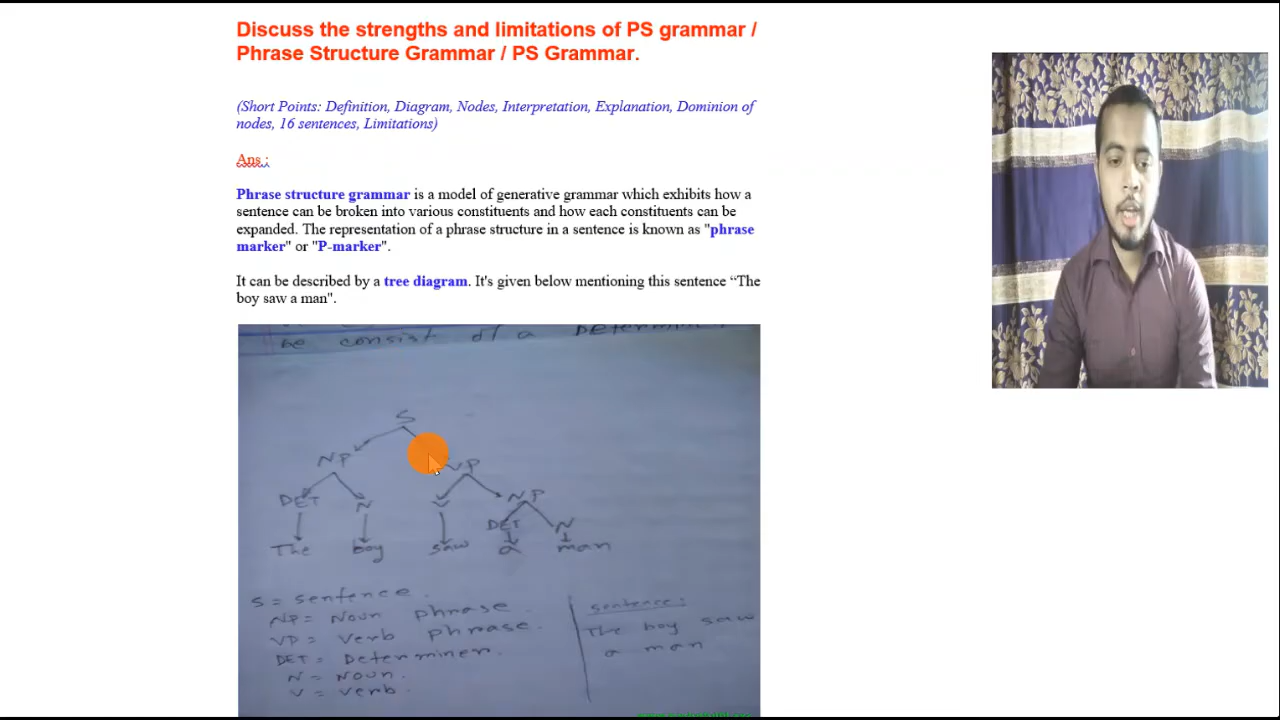 Discuss the strengths and limitations of PS grammar /
Phrase Structure Grammar / PS Grammar.
(Short Points: Definition, Diagram, Nodes, Interpretation, Explanation, Dominion of
nodes, 16 sentences, Limitations)
Ans :
Phrase structure grammar is a model of generative grammar which exhibits how a
sentence can be broken into various constituents and how each constituents can be
expanded. The representation of a phrase structure in a sentence is known as "phrase
marker" or "P-marker".
It can be described by a tree diagram. It's given below mentioning this sentence “The
boy saw a man".
consist of a Determin
S
NP VP
DET N V NP
DET N
The boy saw a man
S = sentence.
NP = Noun phrase.
VP = Verb phrase.
DET = Determiner.
N = Noun.
V = Verb.
sentence:
The boy saw
a man